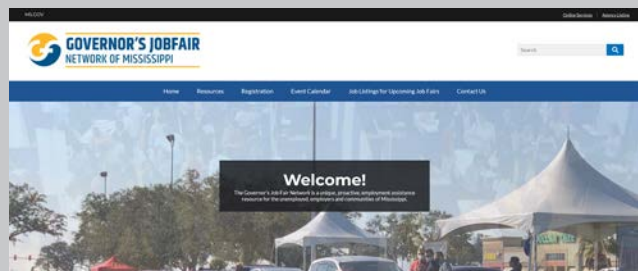 MS.GOV
Online Services
Agency Listing
GOVERNOR'S JOBFAIR
NETWORK OF MISSISSIPPI
Search
Home Resources Registration Event Calendar Job Listings for Upcoming Job Fairs Contact Us
Welcome!
The Governor's Job Fair Network is a unique, proactive, employment assistance
resource for the unemployed, employers and communities of Mississippi.